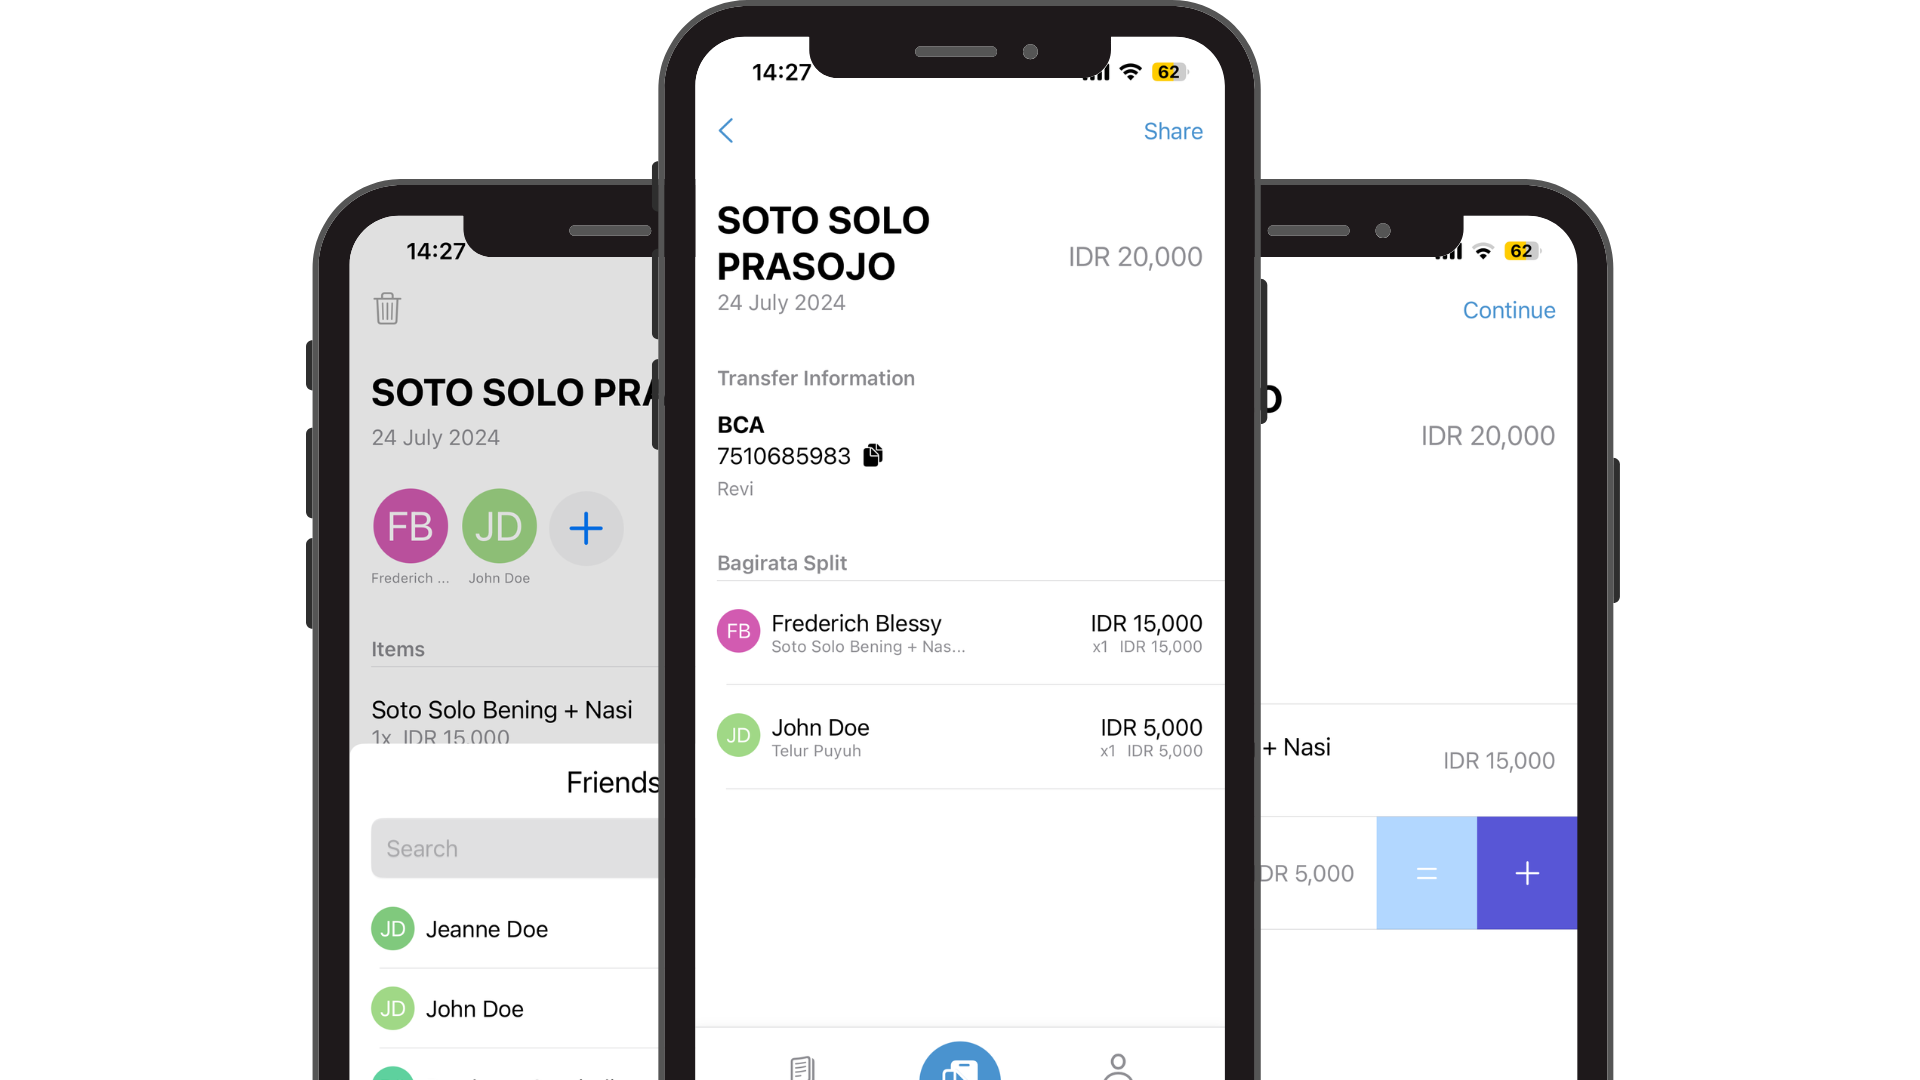 14:27
62
Share
SOTO SOLO
PRASOJO
IDR 20,000
24 July 2024
Transfer Information
BCA
7510685983
Revi
Bagirata Split
FB
Frederich Blessy
IDR 15,000
Soto Solo Bening + Nas...
x1 IDR 15,000
JD
John Doe
IDR 5,000
Telur Puyuh
x1 IDR 5,000
14:27
SOTO SOLO PRA
24 July 2024
FB
JD
Frederich ...
John Doe
Items
Soto Solo Bening + Nasi
1x IDR 15,000
Friends
Search
JD
Jeanne Doe
JD
John Doe
62
Continue
O
IDR 20,000
+ Nasi
IDR 15,000
DR 5,000
=
+